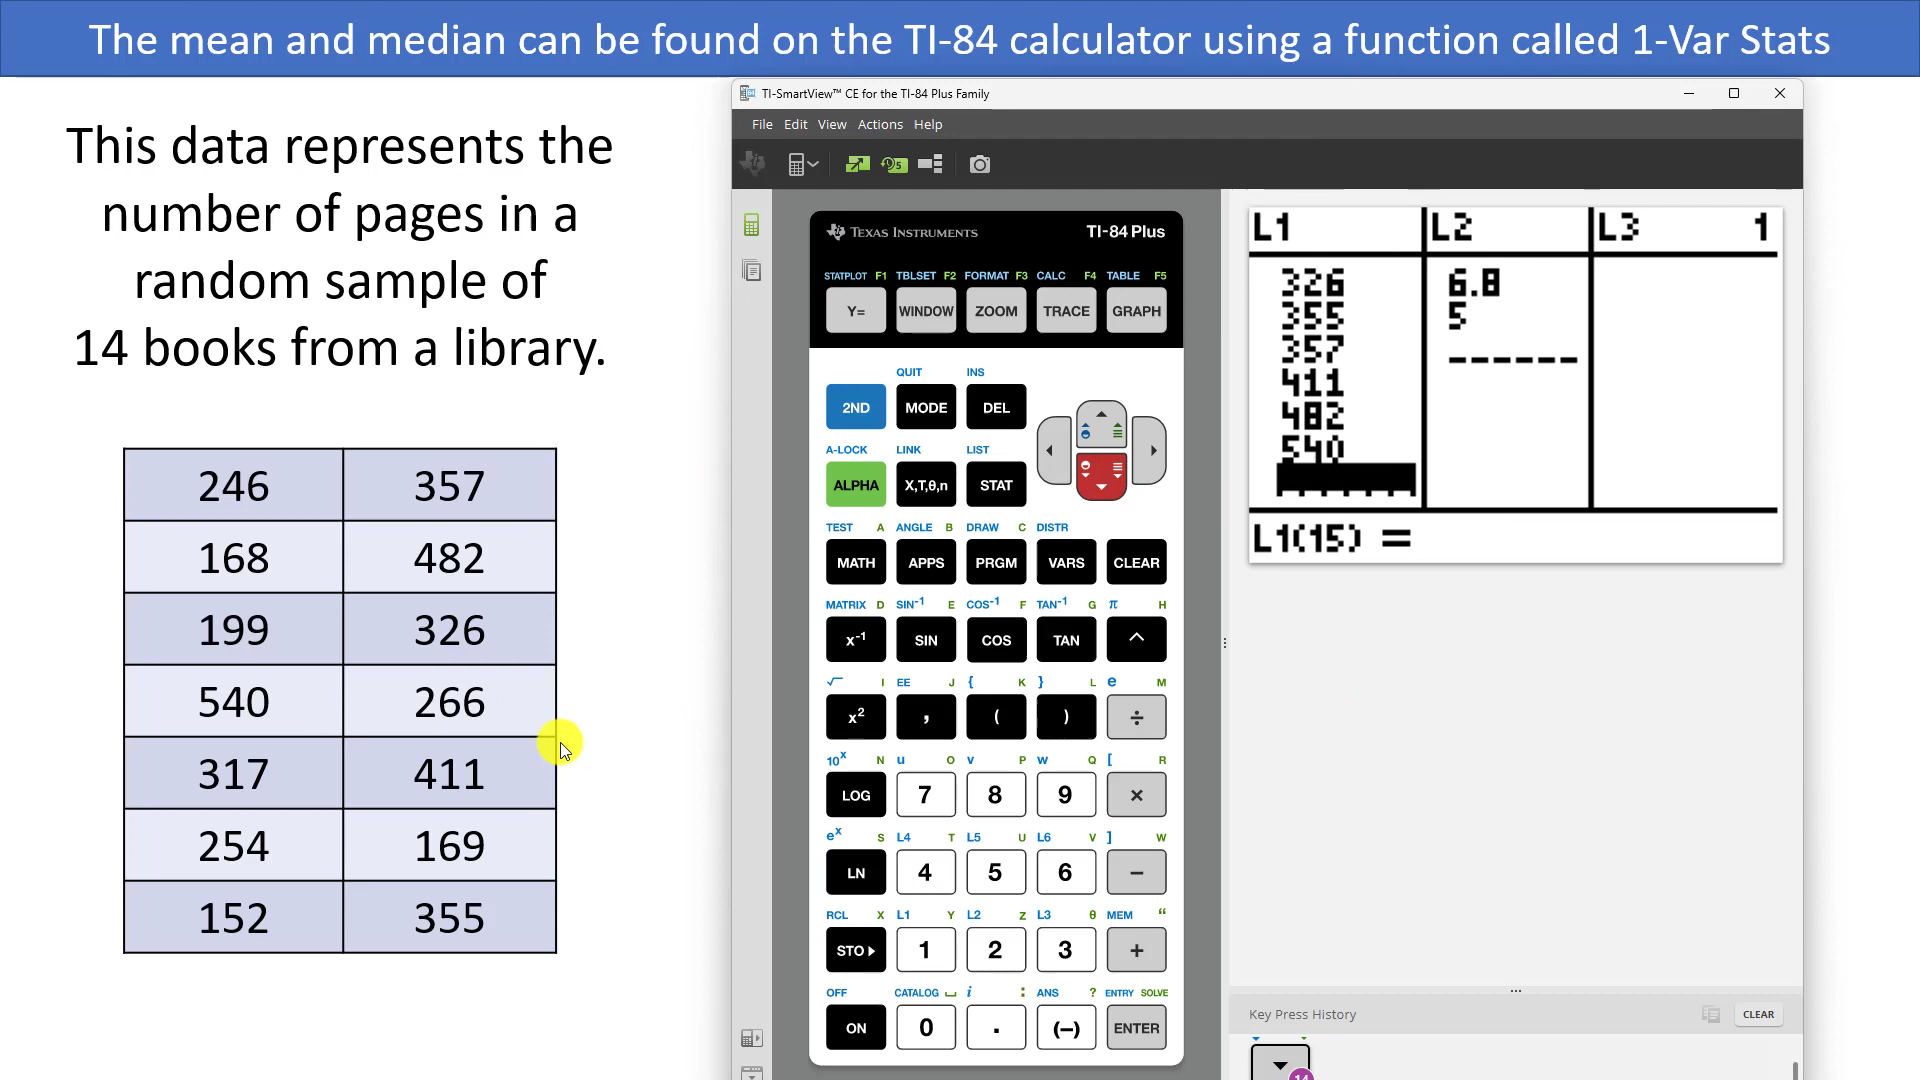 The mean and median can be found on the TI-84 calculator using a function called 1-Var Stats
This data represents the
number of pages in a
random sample of
14 books from a library.
246 357
168 482
199 326
540 266
317 411
254 169
152 355
TI-SmartView™ CE for the TI-84 Plus Family
File Edit View Actions Help
TEXAS INSTRUMENTS TI-84 Plus
STATPLOT F1 TBLSET F2 FORMAT F3 CALC F4 TABLE F5
Y= WINDOW ZOOM TRACE GRAPH
QUIT INS
2ND MODE DEL
A-LOCK LINK LIST
ALPHA X,T,θ,n STAT
TEST A ANGLE B DRAW C DISTR
MATH APPS PRGM VARS CLEAR
MATRIX D SIN⁻¹ E COS⁻¹ F TAN⁻¹ G π H
x⁻¹ SIN COS TAN ^
√ I EE J { K } L e M
x² , ( ) ÷
10ˣ N u O v P w Q [ R
LOG 7 8 9 ×
eˣ S L4 T L5 U L6 V ] W
LN 4 5 6 −
RCL X L1 Y L2 Z L3 θ MEM “
STO▸ 1 2 3 +
OFF CATALOG ⎵ i : ANS ? ENTRY SOLVE
ON 0 . (–) ENTER
L1 L2 L3 1
326 6.8
355 5
357 ------
411
482
540
L1(15) =
Key Press History CLEAR
14